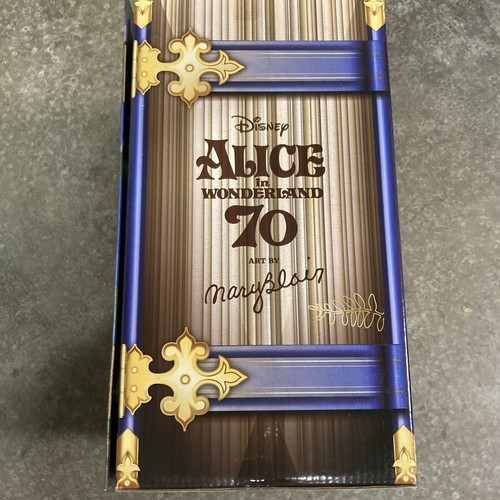 Disney
ALICE
in
WONDERLAND
70
ART BY
Mary Blair